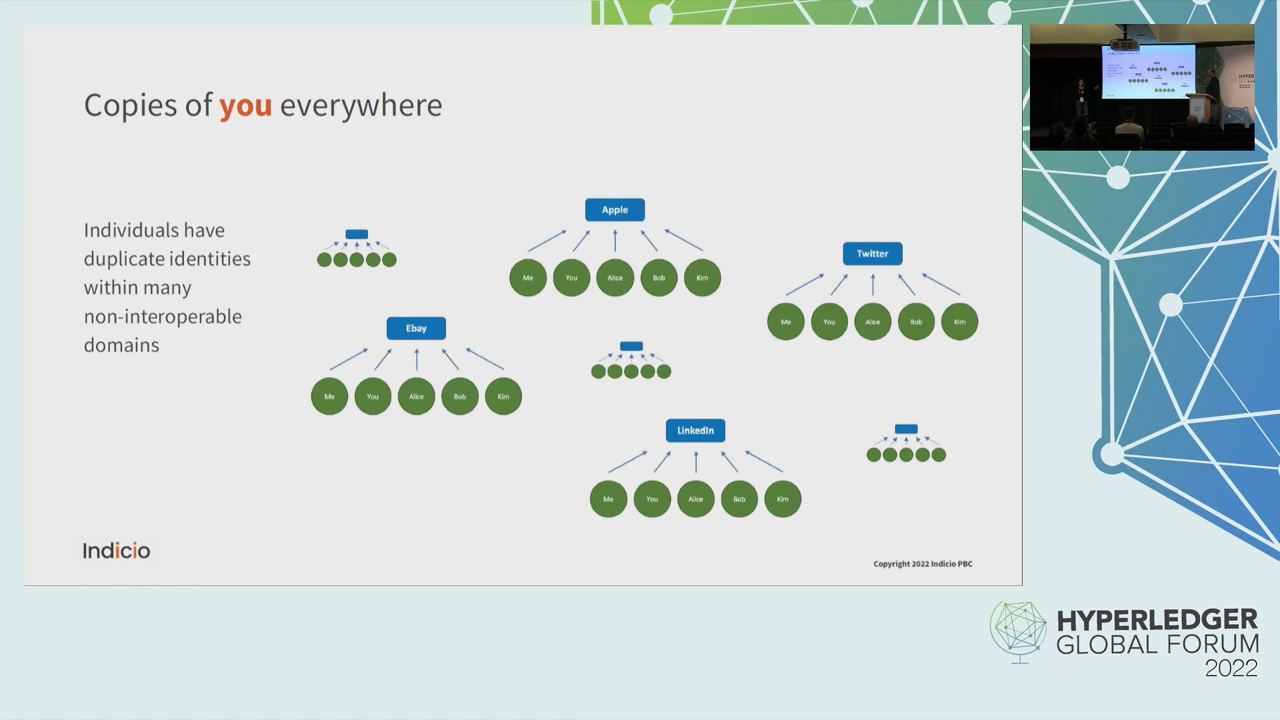 Copies of you everywhere
Individuals have
duplicate identities
within many
non-interoperable
domains
Apple
Me You Alice Bob Kim
Twitter
Me You Alice Bob Kim
Ebay
Me You Alice Bob Kim
LinkedIn
Me You Alice Bob Kim
Indicio
Copyright 2022 Indicio PBC
HYPERLEDGER
GLOBAL FORUM
2022